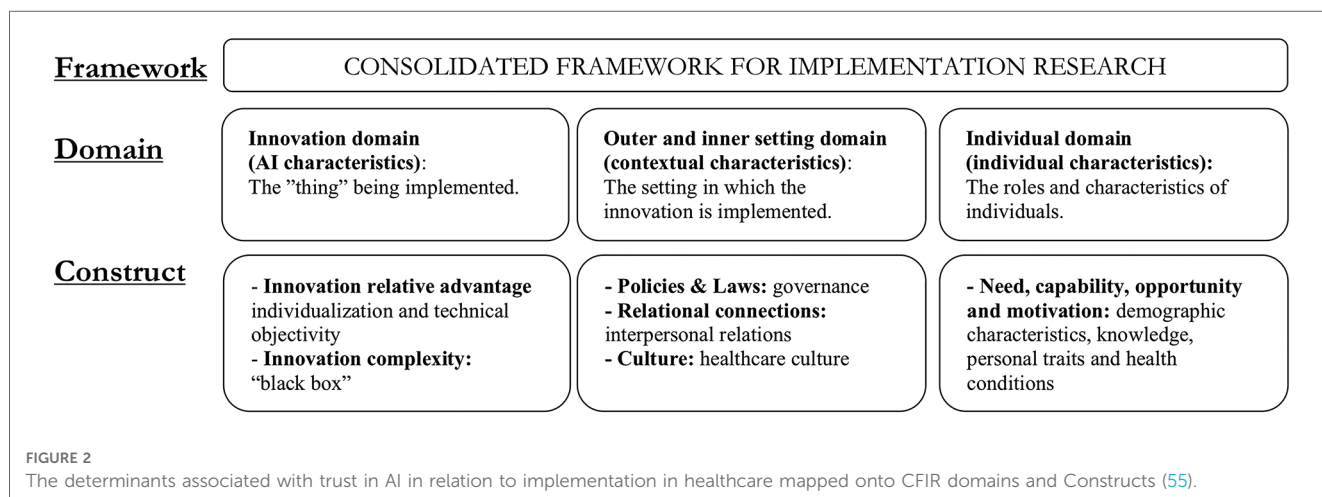 Framework
CONSOLIDATED FRAMEWORK FOR IMPLEMENTATION RESEARCH
Domain
Innovation domain
(AI characteristics):
The ”thing” being implemented.
Outer and inner setting domain
(contextual characteristics):
The setting in which the
innovation is implemented.
Individual domain
(individual characteristics):
The roles and characteristics of
individuals.
Construct
- Innovation relative advantage
individualization and technical
objectivity
- Innovation complexity:
“black box”
- Policies & Laws: governance
- Relational connections:
interpersonal relations
- Culture: healthcare culture
- Need, capability, opportunity
and motivation: demographic
characteristics, knowledge,
personal traits and health
conditions
FIGURE 2
The determinants associated with trust in AI in relation to implementation in healthcare mapped onto CFIR domains and Constructs (55).